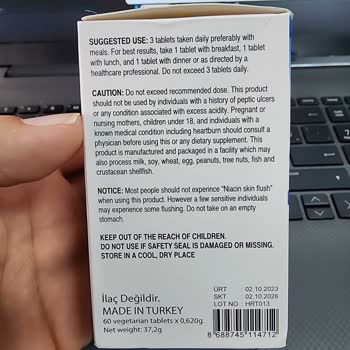 SUGGESTED USE: 3 tablets taken daily preferably with
meals. For best results, take 1 tablet with breakfast, 1 tablet
with lunch, and 1 tablet with dinner or as directed by a
healthcare professional. Do not exceed 3 tablets daily.
CAUTION: Do not exceed recommended dose. This product
should not be used by individuals with a history of peptic ulcers
or any condition associated with excess acidity. Pregnant or
nursing mothers, children under 18, and individuals with a
known medical condition including heartburn should consult a
physician before using this or any dietary supplement. This
product is manufactured and packaged in a facility which may
also process milk, soy, wheat, egg, peanuts, tree nuts, fish and
crustacean shellfish.
NOTICE: Most people should not experince "Niacin skin flush"
when using this product. However a few sensitive individuals
may experience some flushing. Do not take on an empty
stomach.
KEEP OUT OF THE REACH OF CHILDREN.
DO NOT USE IF SAFETY SEAL IS DAMAGED OR MISSING.
STORE IN A COOL, DRY PLACE
İlaç Değildir.
MADE IN TURKEY
60 vegetarian tablets x 0,620g.
Net weight: 37,2g
ÜRT : 02.10.2023
SKT : 02.10.2026
LOT NO : HRT013
8 688745 114712